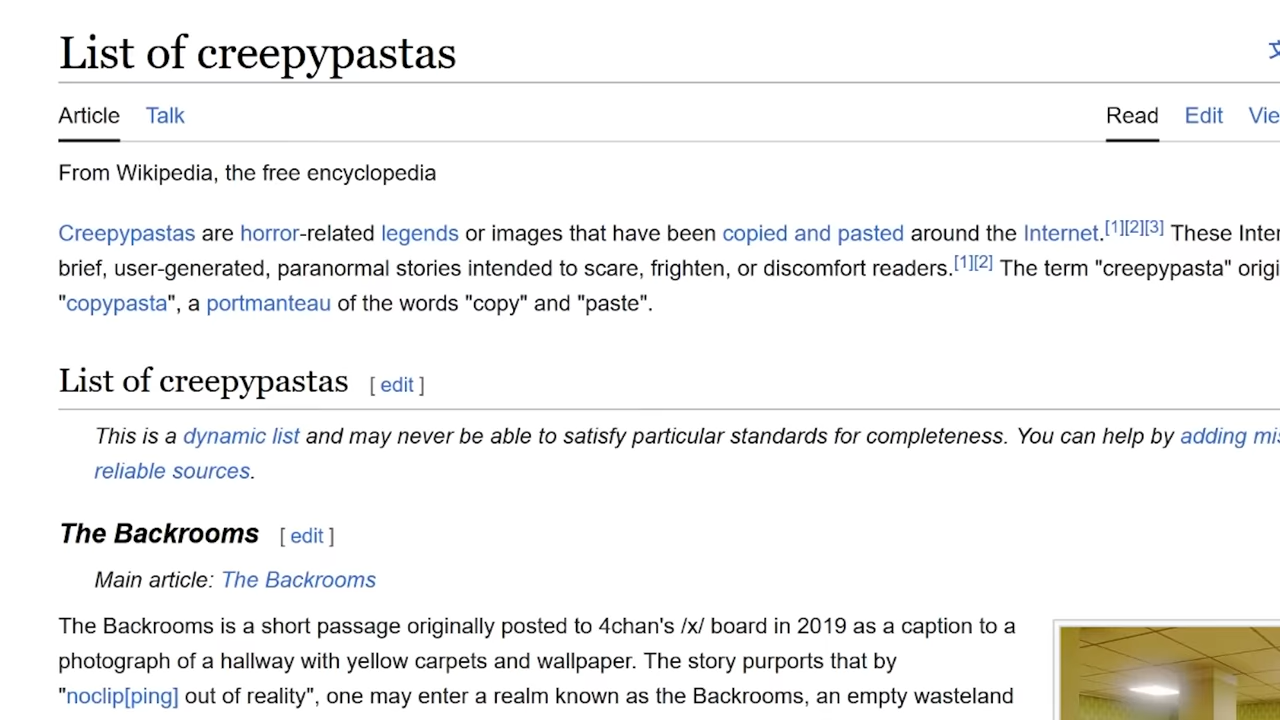 List of creepypastas
Article Talk Read Edit
From Wikipedia, the free encyclopedia
Creepypastas are horror-related legends or images that have been copied and pasted around the Internet.[1][2][3] These
brief, user-generated, paranormal stories intended to scare, frighten, or discomfort readers.[1][2] The term "creepypasta"
"copypasta", a portmanteau of the words "copy" and "paste".
List of creepypastas [ edit ]
This is a dynamic list and may never be able to satisfy particular standards for completeness. You can help by adding
reliable sources.
The Backrooms [ edit ]
Main article: The Backrooms
The Backrooms is a short passage originally posted to 4chan's /x/ board in 2019 as a caption to a
photograph of a hallway with yellow carpets and wallpaper. The story purports that by
"noclip[ping] out of reality", one may enter a realm known as the Backrooms, an empty wasteland